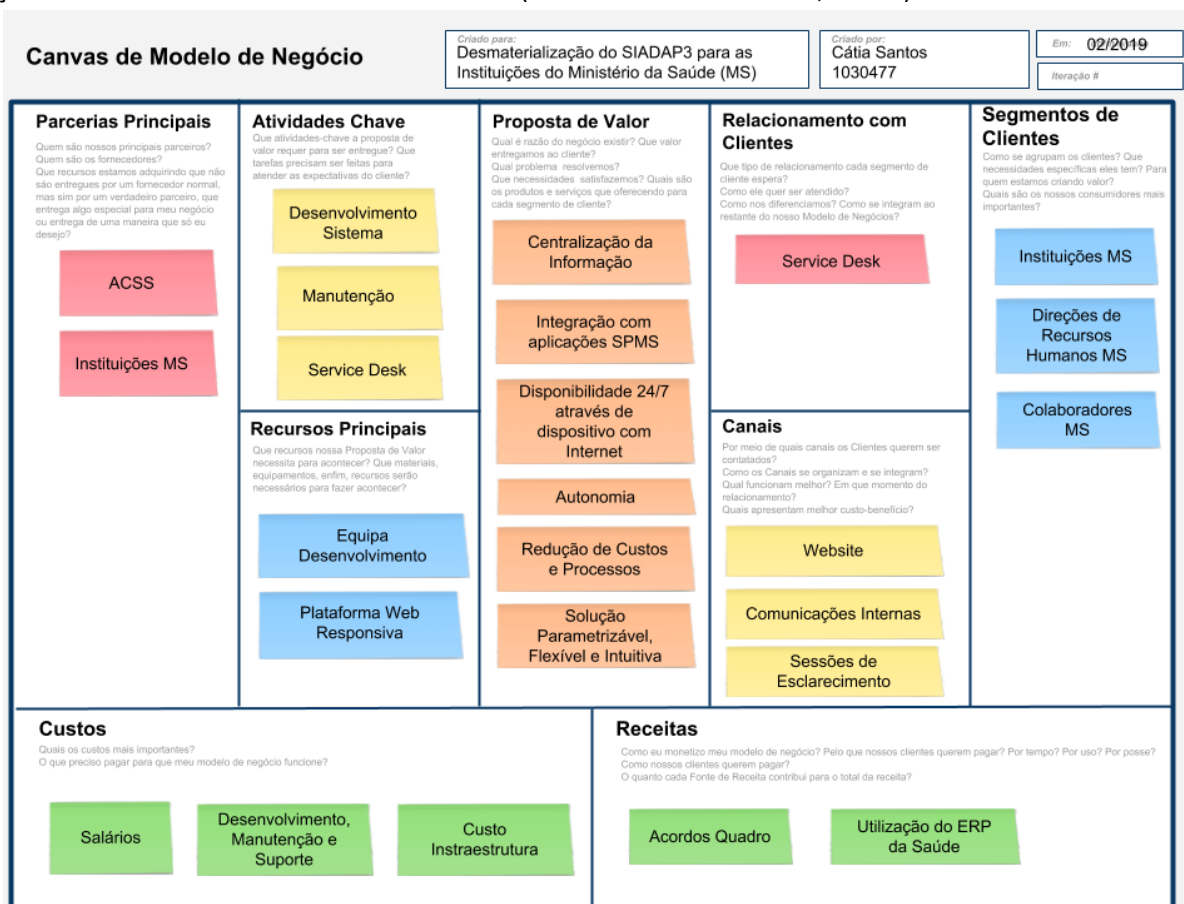 Canvas de Modelo de Negócio
Criado para:
Desmaterialização do SIADAP3 para as
Instituições do Ministério da Saúde (MS)
Criado por:
Cátia Santos
1030477
Em: 02/2019
Iteração #
Parcerias Principais
Quem são nossos principais parceiros?
Quem são os fornecedores?
Que recursos estamos adquirindo que não
são entregues por um fornecedor normal,
mas sim por um verdadeiro parceiro, que
entrega algo especial para meu negócio
ou entrega de uma maneira que só eu
desejo?
ACSS
Instituições MS
Atividades Chave
Que atividades-chave a proposta de
valor requer para ser entregue? Que
tarefas precisam ser feitas para
atender as expectativas do cliente?
Desenvolvimento
Sistema
Manutenção
Service Desk
Recursos Principais
Que recursos nossa Proposta de Valor
necessita para acontecer? Que materiais,
equipamentos, enfim, recursos serão
necessários para fazer acontecer?
Equipa
Desenvolvimento
Plataforma Web
Responsiva
Proposta de Valor
Qual é razão do negócio existir? Que valor
entregamos ao cliente?
Qual problema resolvemos?
Que necessidades satisfazemos? Quais são
os produtos e serviços que oferecendo para
cada segmento de cliente?
Centralização da
Informação
Integração com
aplicações SPMS
Disponibilidade 24/7
através de
dispositivo com
Internet
Autonomia
Redução de Custos
e Processos
Solução
Parametrizável,
Flexível e Intuitiva
Relacionamento com
Clientes
Que tipo de relacionamento cada segmento de
cliente espera?
Como ele quer ser atendido?
Como nos diferenciamos? Como se integram ao
restante do nosso Modelo de Negócios?
Service Desk
Canais
Por meio de quais canais os Clientes querem ser
contatados?
Como os Canais se organizam e se integram?
Qual funcionam melhor? Em que momento do
relacionamento?
Quais apresentam melhor custo-benefício?
Website
Comunicações Internas
Sessões de
Esclarecimento
Segmentos de
Clientes
Como se agrupam os clientes? Que
necessidades específicas eles tem? Para
quem estamos criando valor?
Quais são os nossos consumidores mais
importantes?
Instituições MS
Direções de
Recursos
Humanos MS
Colaboradores
MS
Custos
Quais os custos mais importantes?
O que preciso pagar para que meu modelo de negócio funcione?
Salários
Desenvolvimento,
Manutenção e
Suporte
Custo
Instraestrutura
Receitas
Como eu monetizo meu modelo de negócio? Pelo que nossos clientes querem pagar? Por tempo? Por uso? Por posse?
Como nossos clientes querem pagar?
O quanto cada Fonte de Receita contribui para o total da receita?
Acordos Quadro
Utilização do ERP
da Saúde